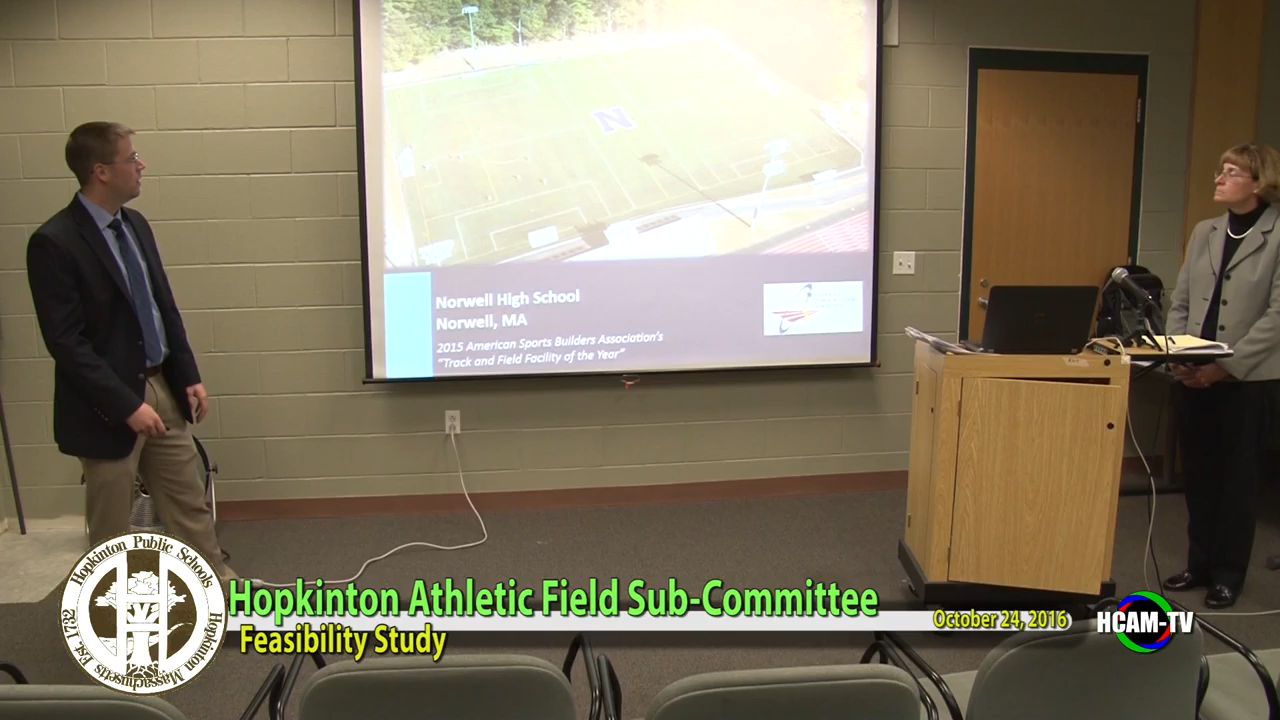 N
Norwell High School
Norwell, MA
2015 American Sports Builders Association's
"Track and Field Facility of the Year"
Hopkinton Public Schools
Hopkinton, Massachusetts
Est. 1732
H
Hopkinton Athletic Field Sub-Committee
Feasibility Study
October 24, 2016
HCAM-TV